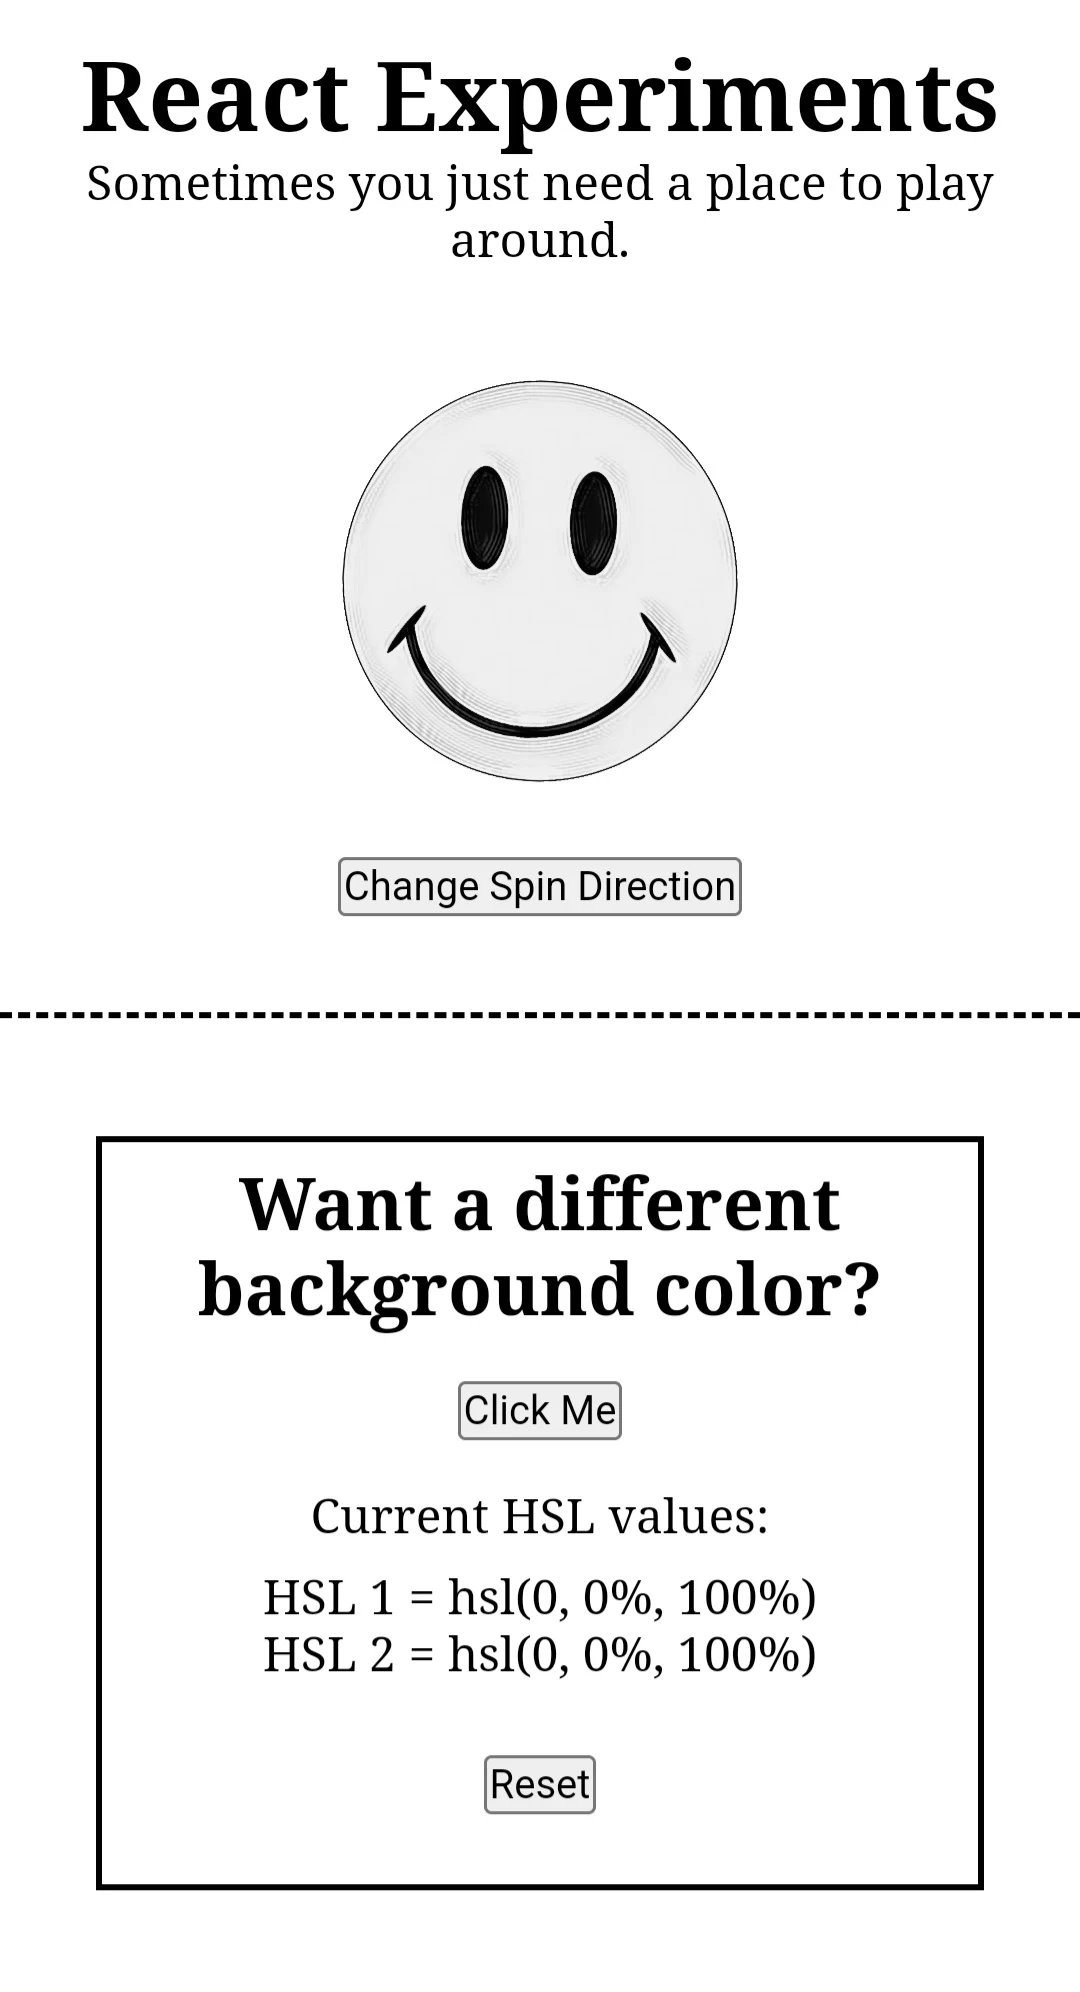 React Experiments
Sometimes you just need a place to play
around.
Change Spin Direction
Want a different
background color?
Click Me
Current HSL values:
HSL 1 = hsl(0, 0%, 100%)
HSL 2 = hsl(0, 0%, 100%)
Reset